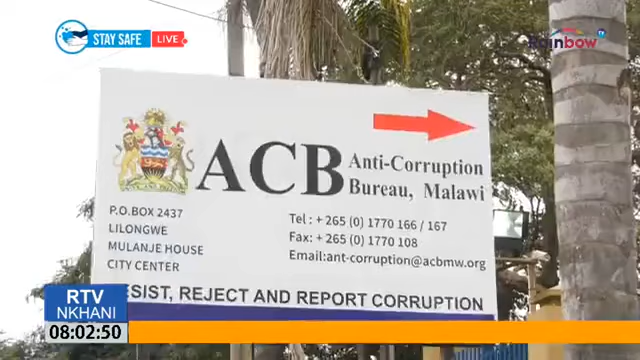 STAY SAFE
LIVE
Rainbow
TV
ACB
Anti-Corruption
Bureau, Malawi
P.O.BOX 2437
LILONGWE
MULANJE HOUSE
CITY CENTER
Tel : + 265 (0) 1770 166 / 167
Fax: + 265 (0) 1770 108
Email:ant-corruption@acbmw.org
ESIST, REJECT AND REPORT CORRUPTION
RTV
NKHANI
08:02:50